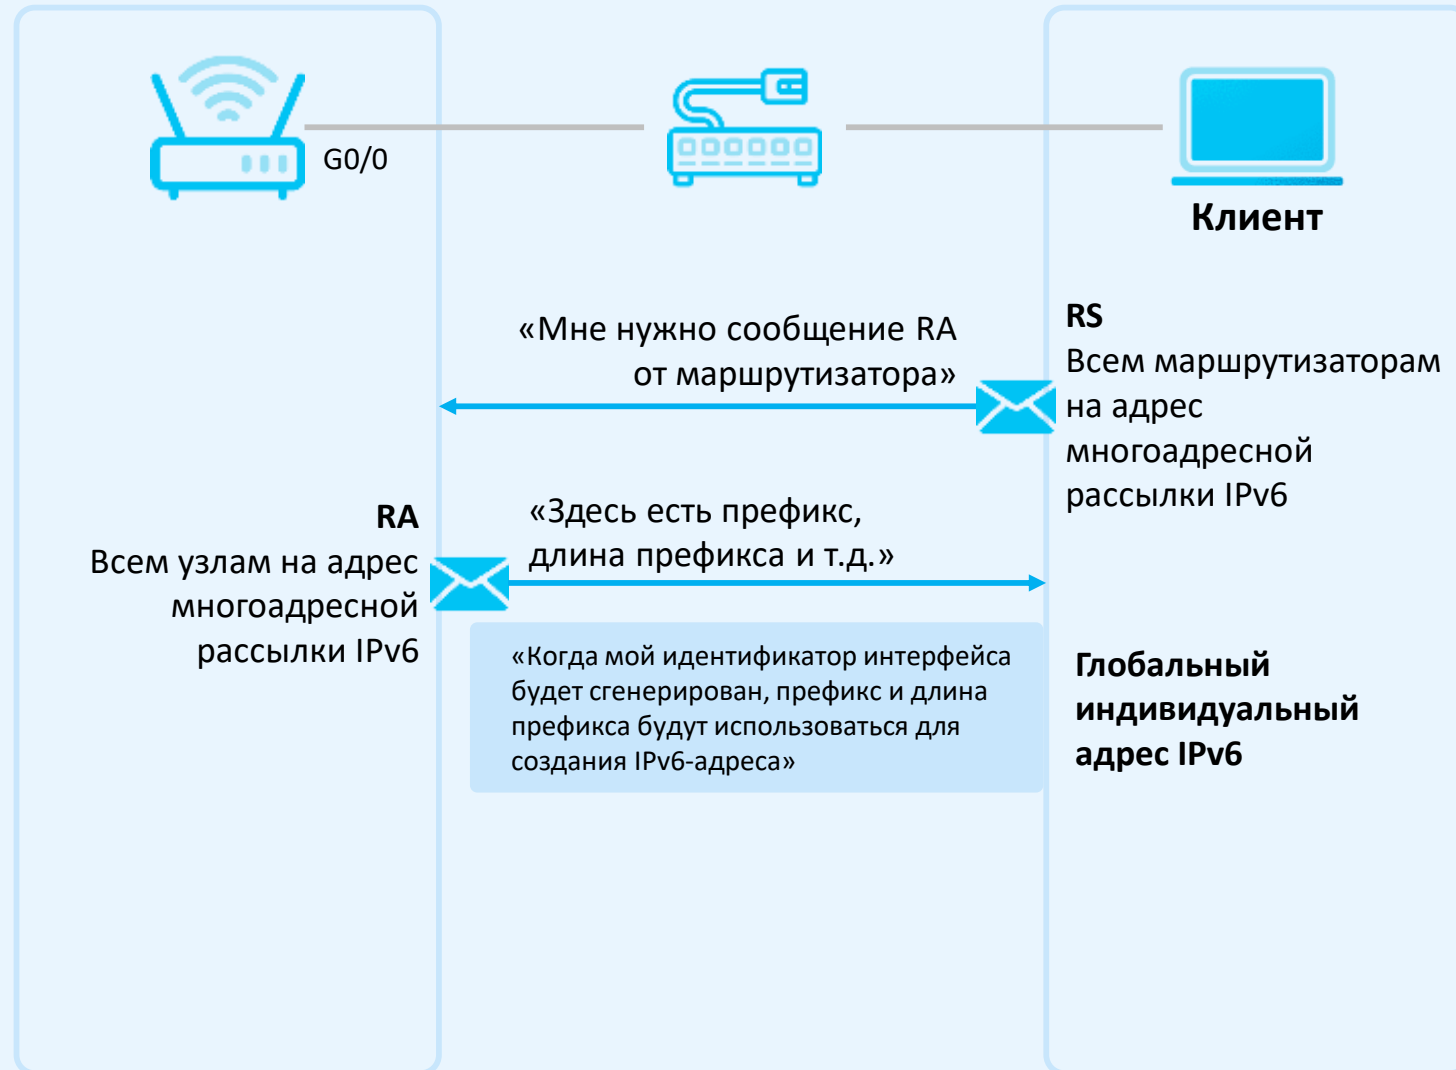 G0/0
Клиент
«Мне нужно сообщение RA
от маршрутизатора»
RS
Всем маршрутизаторам
на адрес
многоадресной
рассылки IPv6
RA
Всем узлам на адрес
многоадресной
рассылки IPv6
«Здесь есть префикс,
длина префикса и т.д.»
«Когда мой идентификатор интерфейса
будет сгенерирован, префикс и длина
префикса будут использоваться для
создания IPv6-адреса»
Глобальный
индивидуальный
адрес IPv6